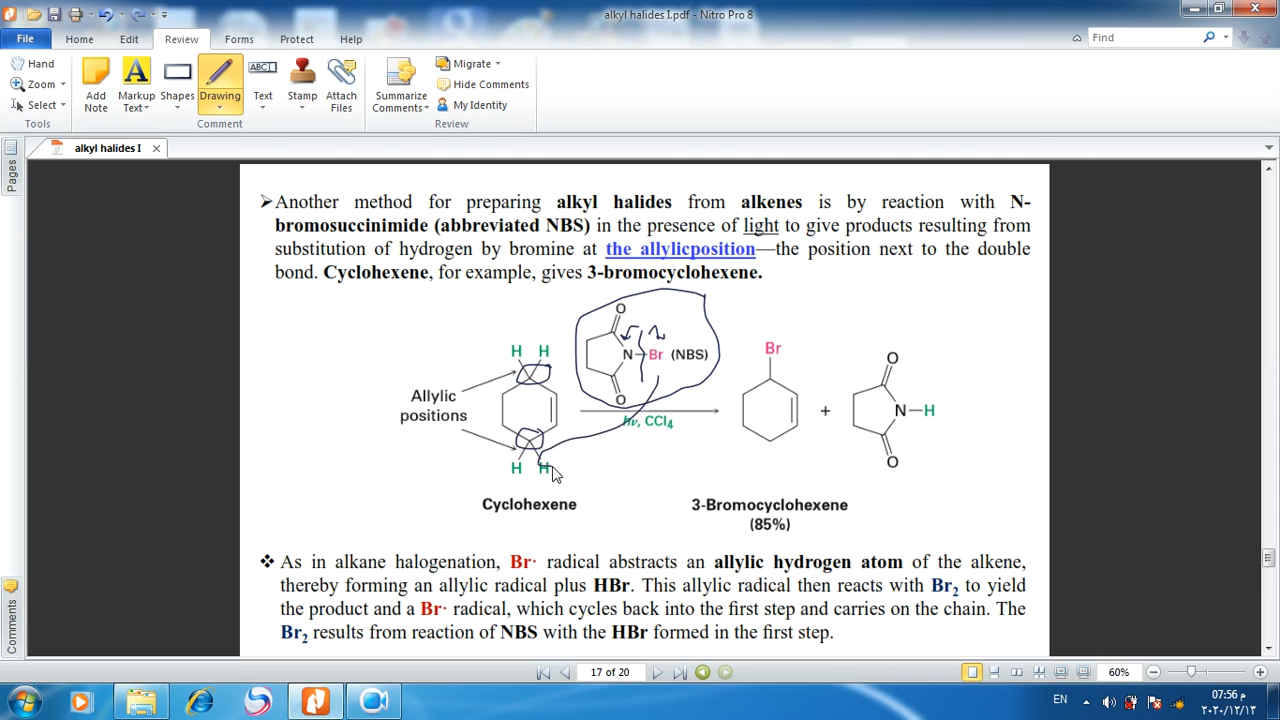 alkyl halides I.pdf - Nitro Pro 8
File Home Edit Review Forms Protect Help Find
Hand
Zoom
Select
Tools
Add Note
Markup Text
Shapes
Drawing
ABC
Text
Stamp
Attach Files
Comment
Summarize Comments
Migrate
Hide Comments
My Identity
Review
Pages
alkyl halides I
Another method for preparing alkyl halides from alkenes is by reaction with N-
bromosuccinimide (abbreviated NBS) in the presence of light to give products resulting from
substitution of hydrogen by bromine at the allylicposition—the position next to the double
bond. Cyclohexene, for example, gives 3-bromocyclohexene.
O
H H
N Br (NBS)
Br
O
Allylic
positions
O
hν, CCl4
+
N H
H H
O
Cyclohexene
3-Bromocyclohexene
(85%)
❖ As in alkane halogenation, Br· radical abstracts an allylic hydrogen atom of the alkene,
thereby forming an allylic radical plus HBr. This allylic radical then reacts with Br2 to yield
the product and a Br· radical, which cycles back into the first step and carries on the chain. The
Br2 results from reaction of NBS with the HBr formed in the first step.
Comments
17 of 20
60%
EN
07:56 م
٢٠٢٠/١٢/١٣